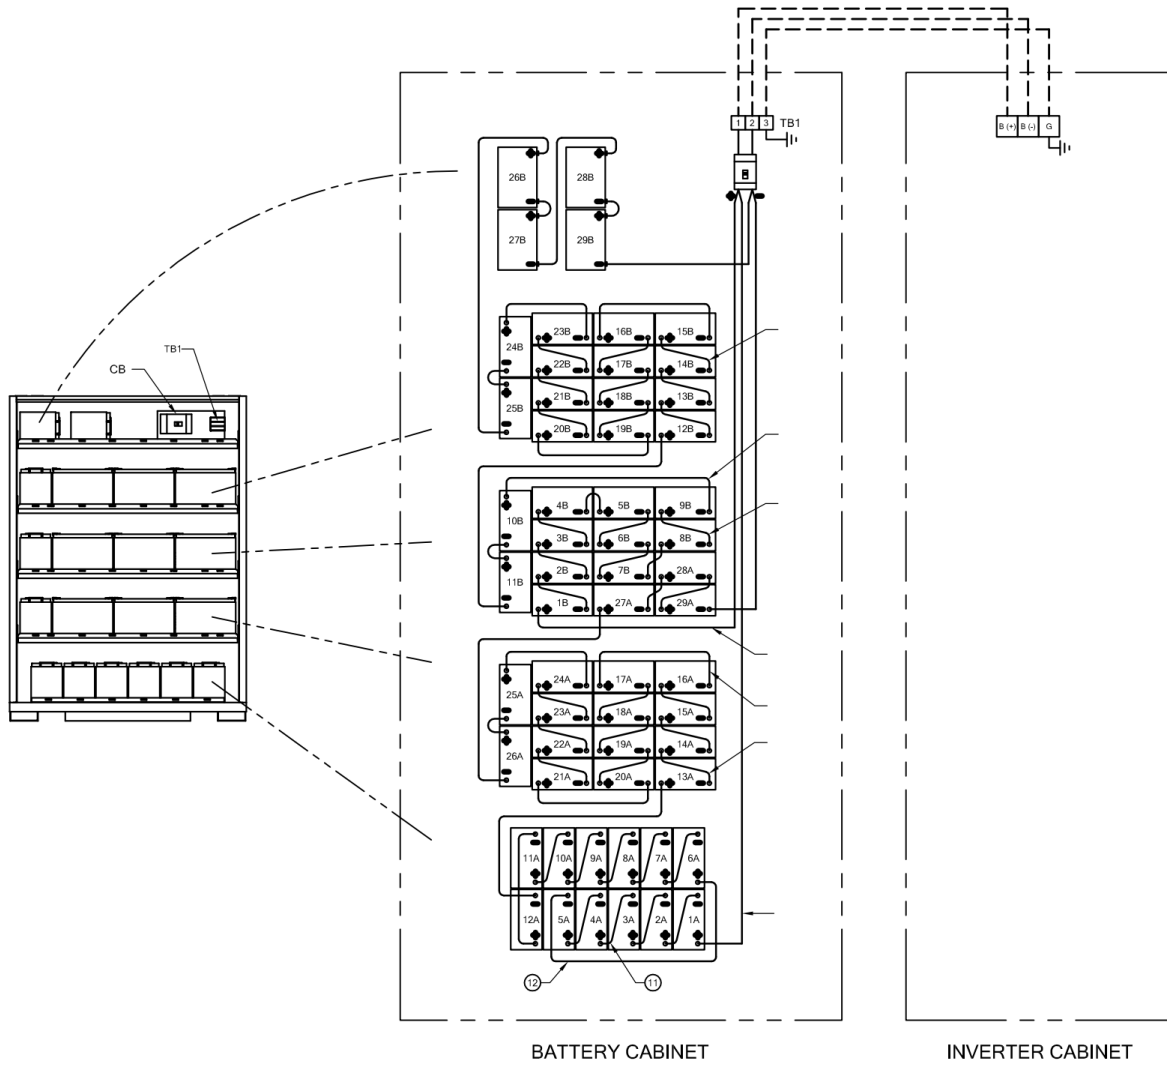 1 2 3 TB1
B (+) B (-) G
26B 28B
27B 29B
23B 16B 15B
24B
22B 17B 14B
TB1
CB
21B 18B 13B
25B
20B 19B 12B
4B 5B 9B
10B
3B 6B 8B
2B 7B 28A
11B
1B 27A 29A
24A 17A 16A
25A
23A 18A 15A
22A 19A 14A
26A
21A 20A 13A
11A 10A 9A 8A 7A 6A
12A 5A 4A 3A 2A 1A
12 11
BATTERY CABINET INVERTER CABINET